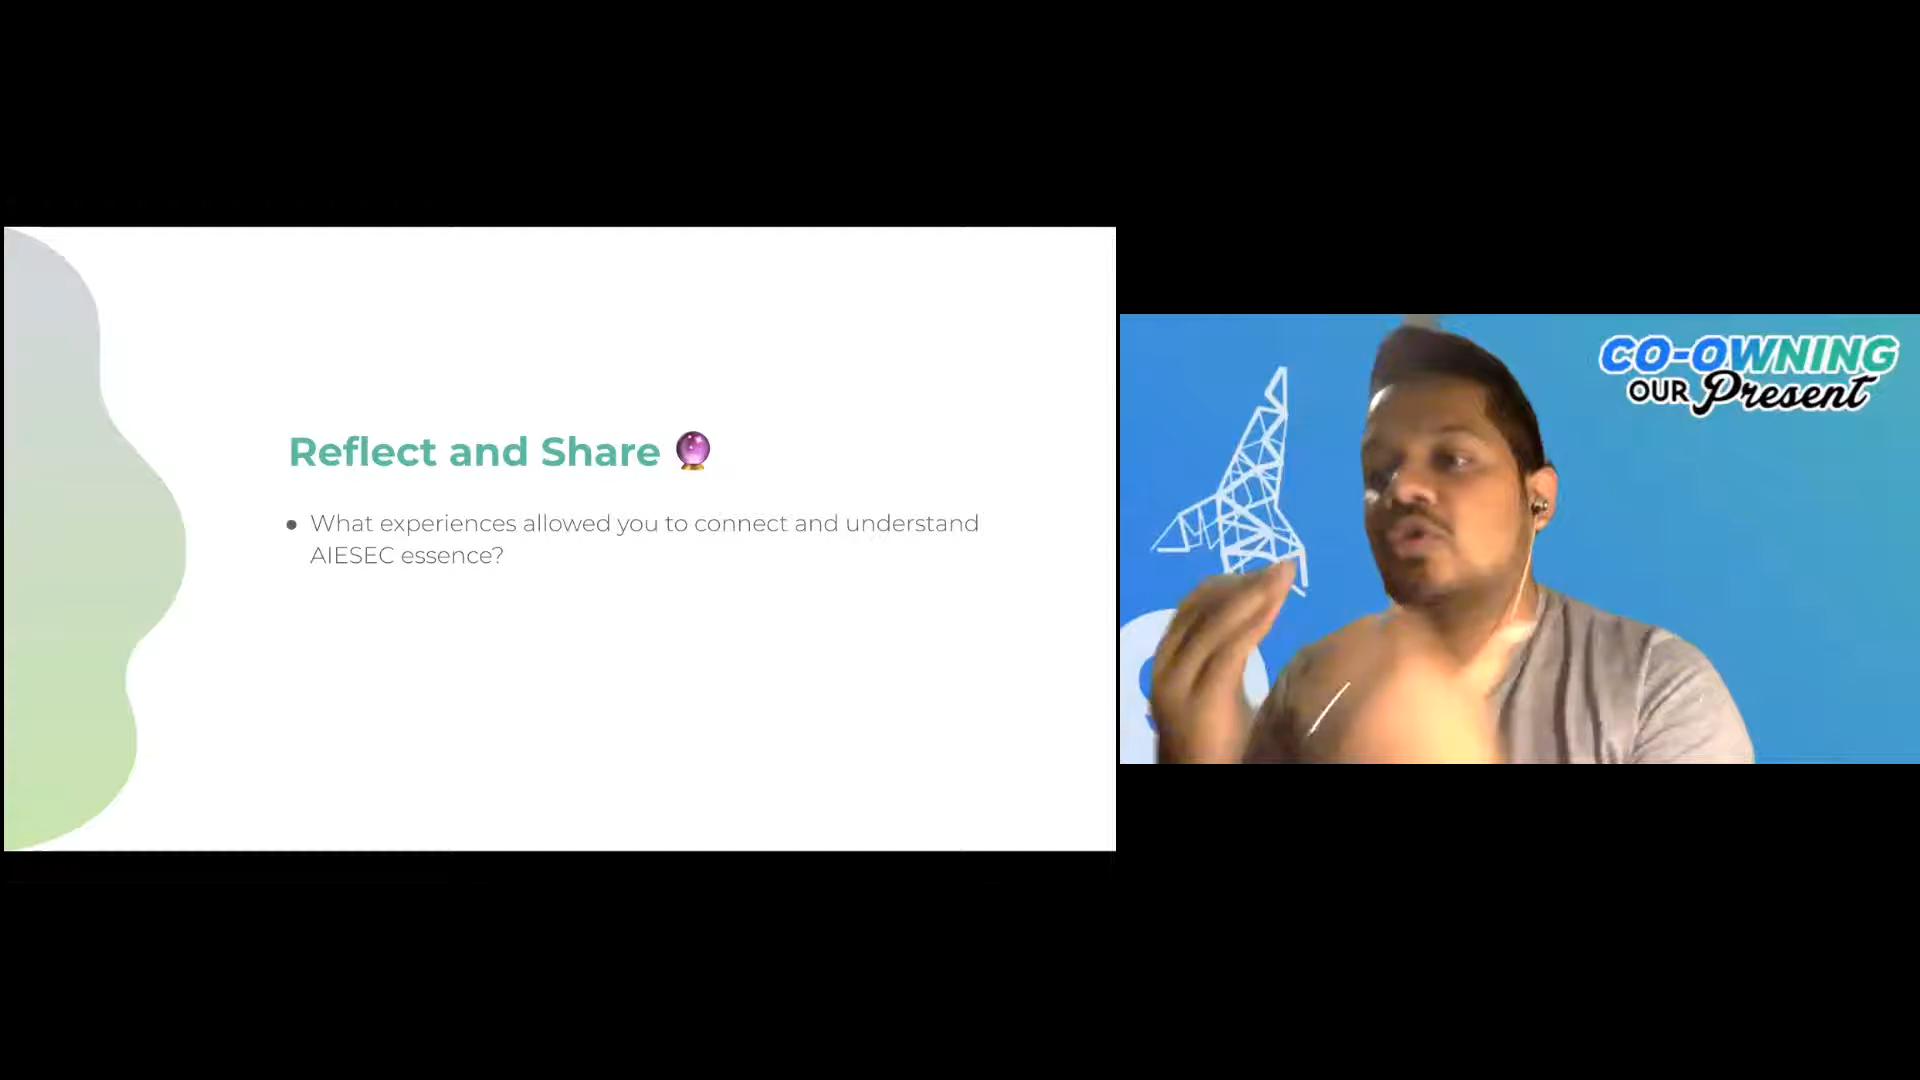 Reflect and Share
● What experiences allowed you to connect and understand
AIESEC essence?
CO-OWNING
OUR Present